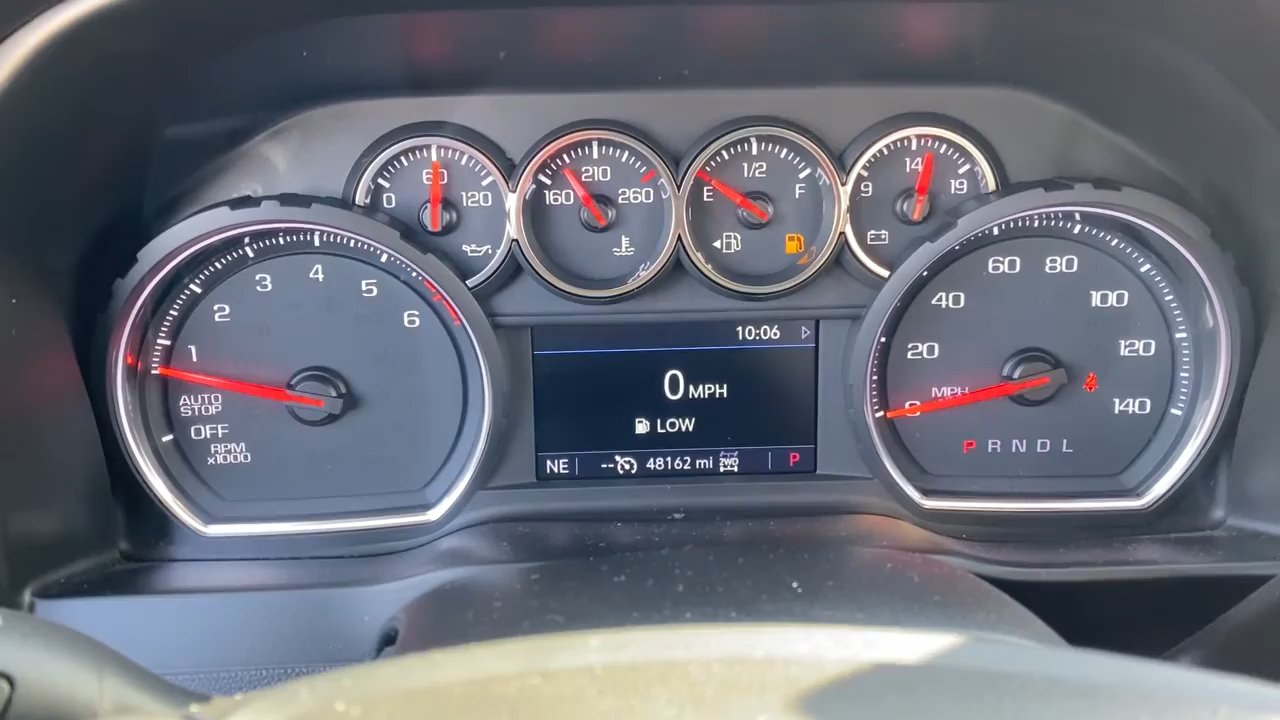 0 60 120
160 210 260
E 1/2 F
9 14 19
1 2 3 4 5 6
AUTO
STOP
OFF
RPM
x1000
10:06
0 MPH
LOW
NE -- 48162 mi 2WD P
0 20 40 60 80 100 120 140
MPH
P R N D L